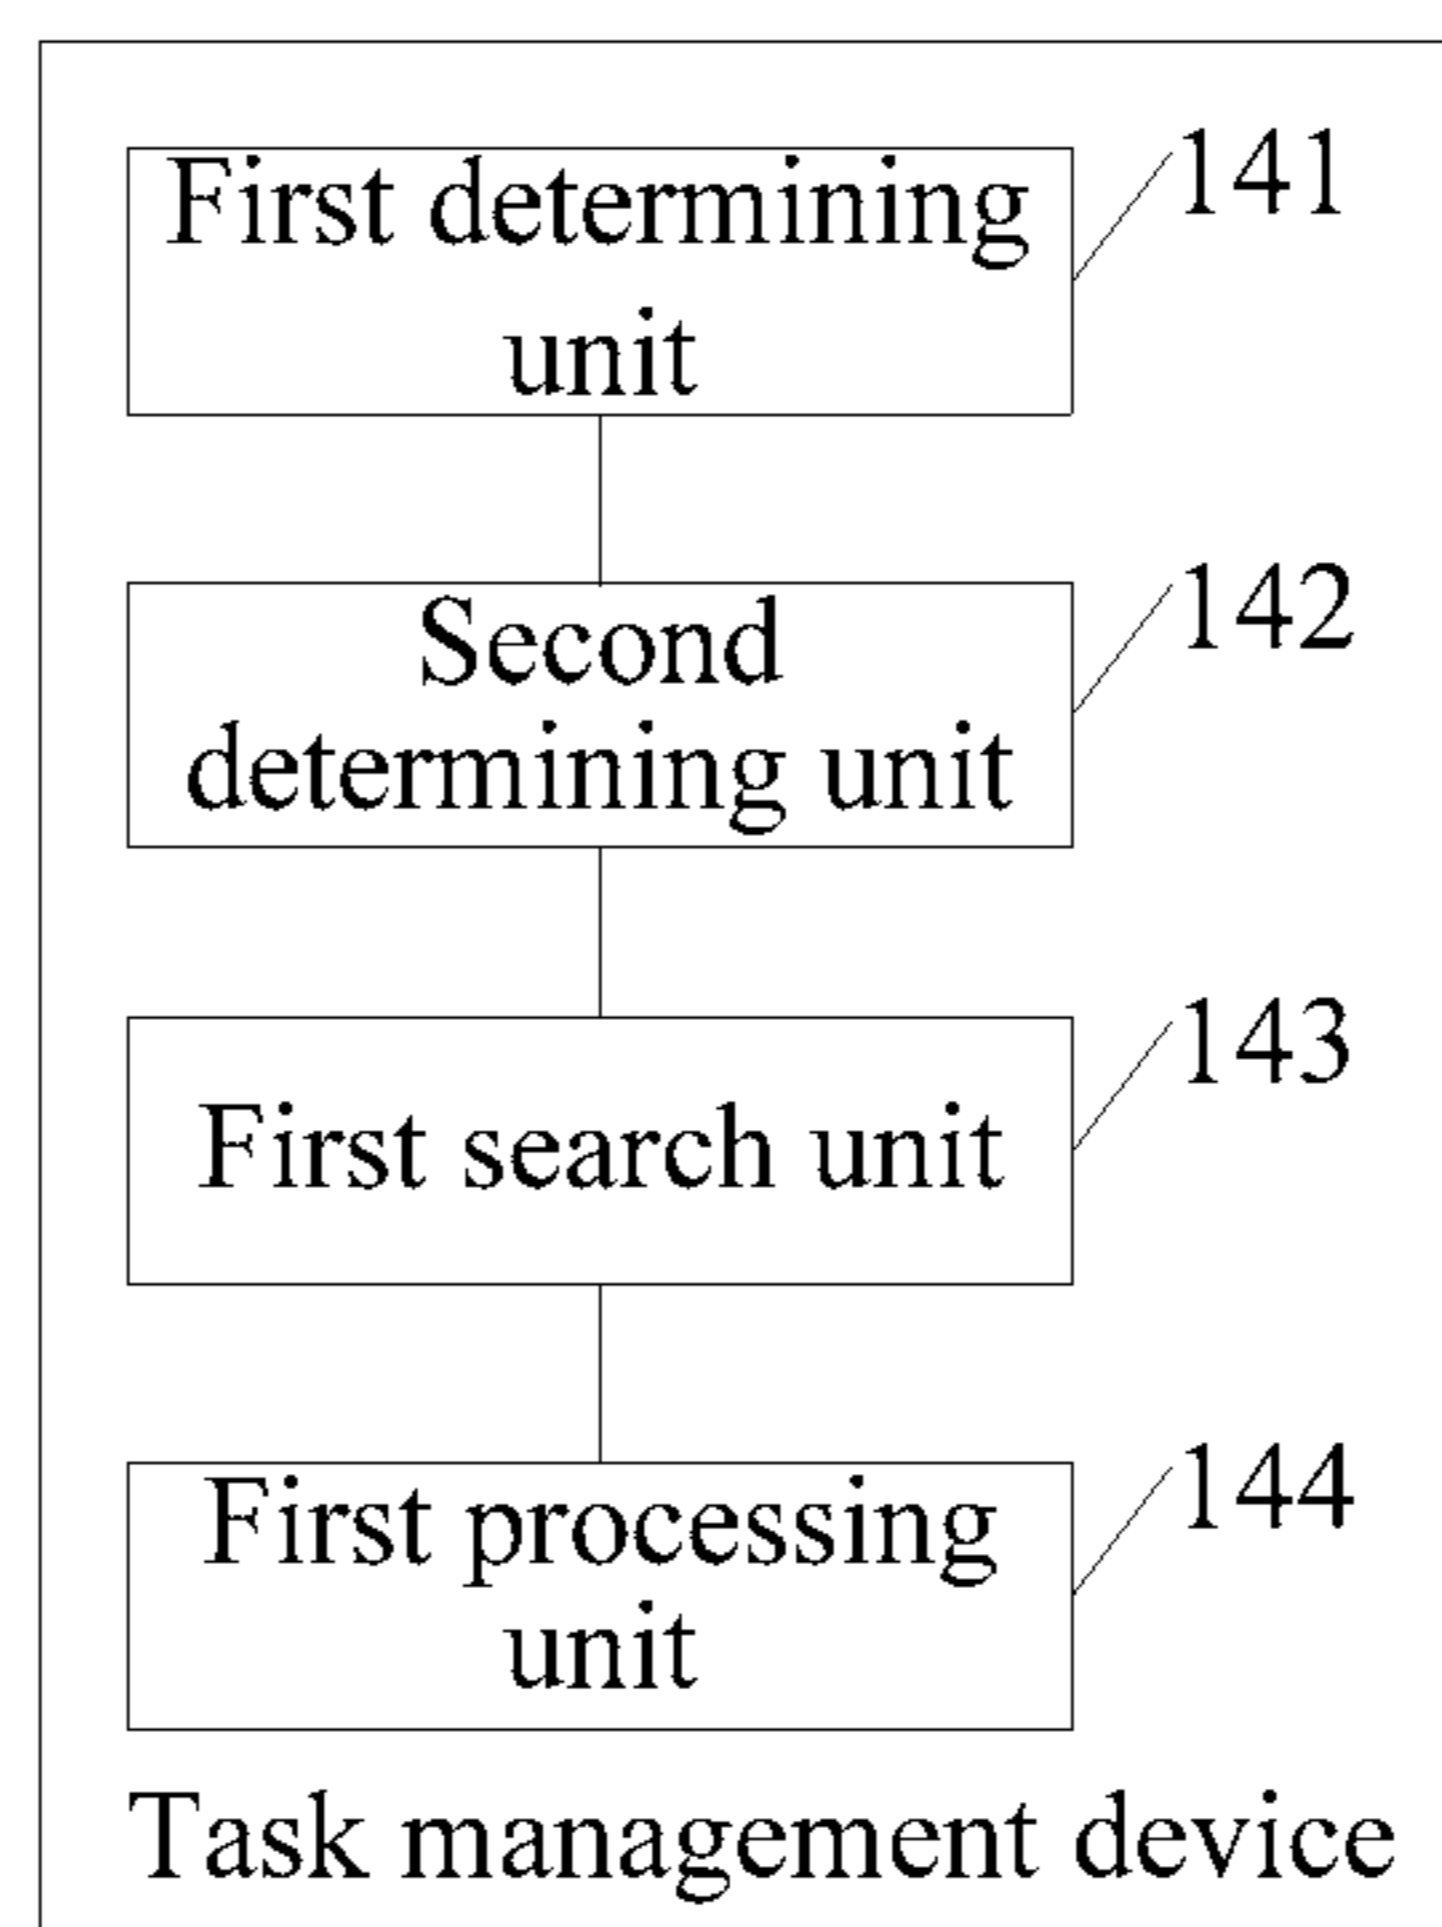 First determining
unit
141
Second
determining unit
142
First search unit
143
First processing
unit
144
Task management device